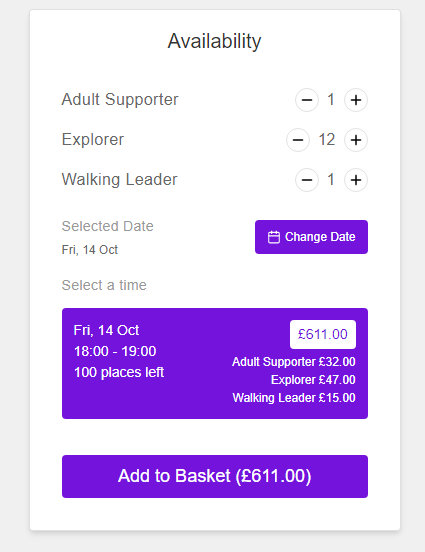 Availability
Adult Supporter 1
Explorer 12
Walking Leader 1
Selected Date
Fri, 14 Oct
Change Date
Select a time
Fri, 14 Oct
18:00 - 19:00
100 places left
£611.00
Adult Supporter £32.00
Explorer £47.00
Walking Leader £15.00
Add to Basket (£611.00)